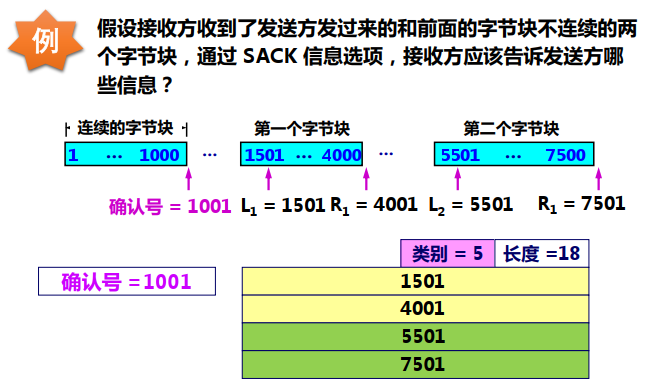 例
假设接收方收到了发送方发过来的和前面的字节块不连续的两
个字节块，通过 SACK 信息选项，接收方应该告诉发送方哪
些信息？
连续的字节块 第一个字节块 第二个字节块
1 … 1000 … 1501 … 4000 … 5501 … 7500
确认号 = 1001 L1 = 1501 R1 = 4001 L2 = 5501 R1 = 7501
类别 = 5 长度 =18
确认号 =1001 1501
4001
5501
7501